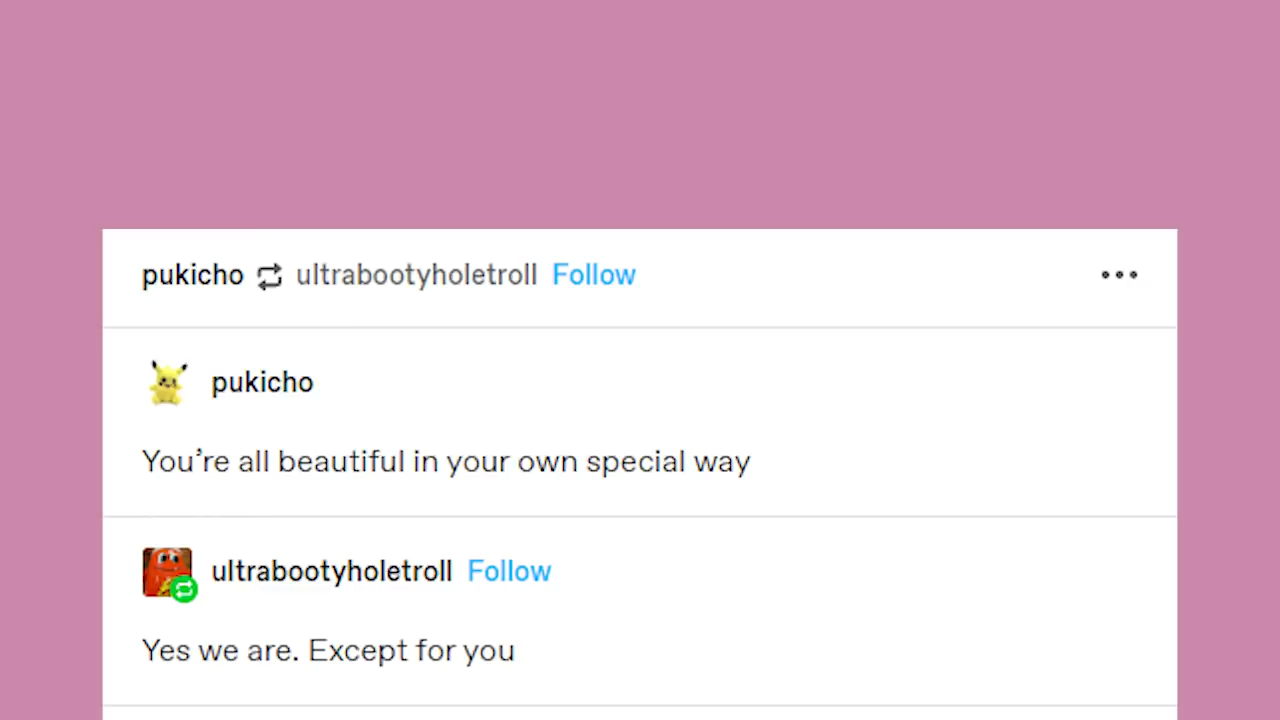 pukicho ultrabootyholetroll Follow
pukicho
You’re all beautiful in your own special way
ultrabootyholetroll Follow
Yes we are. Except for you